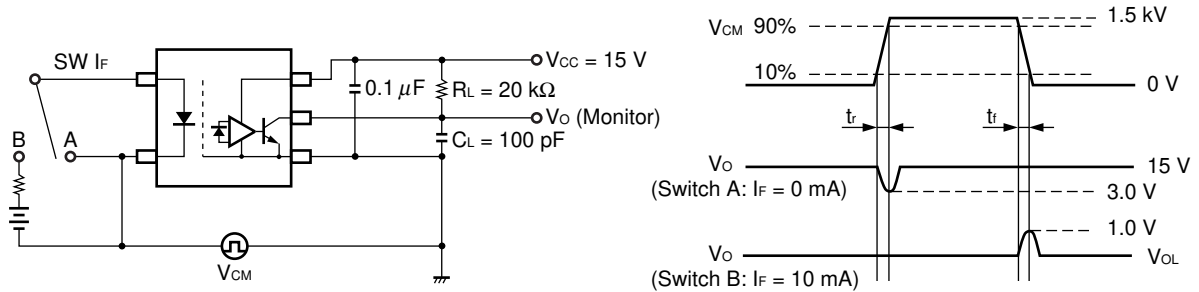 SW IF
B
A
VCM
VCC = 15 V
0.1 μF
RL = 20 kΩ
VO (Monitor)
CL = 100 pF
VCM 90%
10%
1.5 kV
0 V
tr
tf
VO
(Switch A: IF = 0 mA)
15 V
3.0 V
1.0 V
VO
(Switch B: IF = 10 mA)
VOL